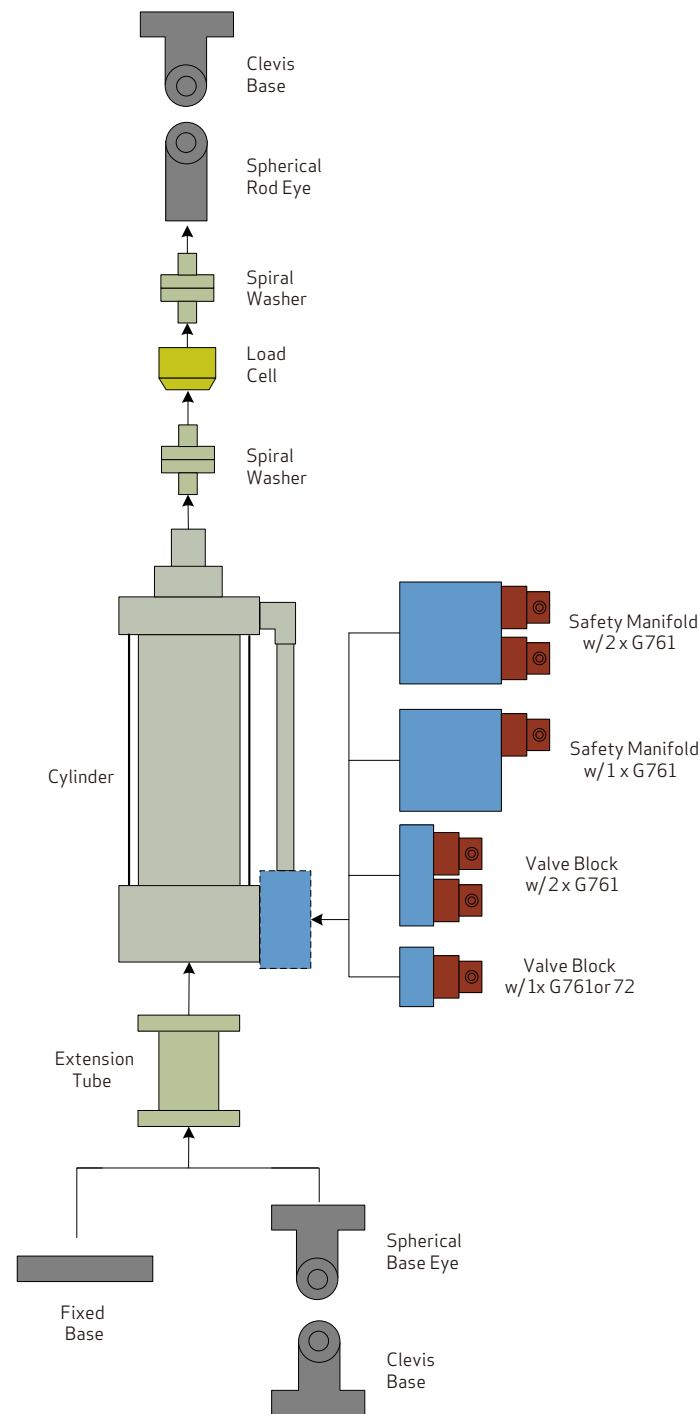 Clevis
Base
Spherical
Rod Eye
Spiral
Washer
Load
Cell
Spiral
Washer
Safety Manifold
w/2 x G761
Safety Manifold
w/1 x G761
Cylinder
Valve Block
w/2 x G761
Valve Block
w/1x G761or 72
Extension
Tube
Spherical
Base Eye
Fixed
Base
Clevis
Base